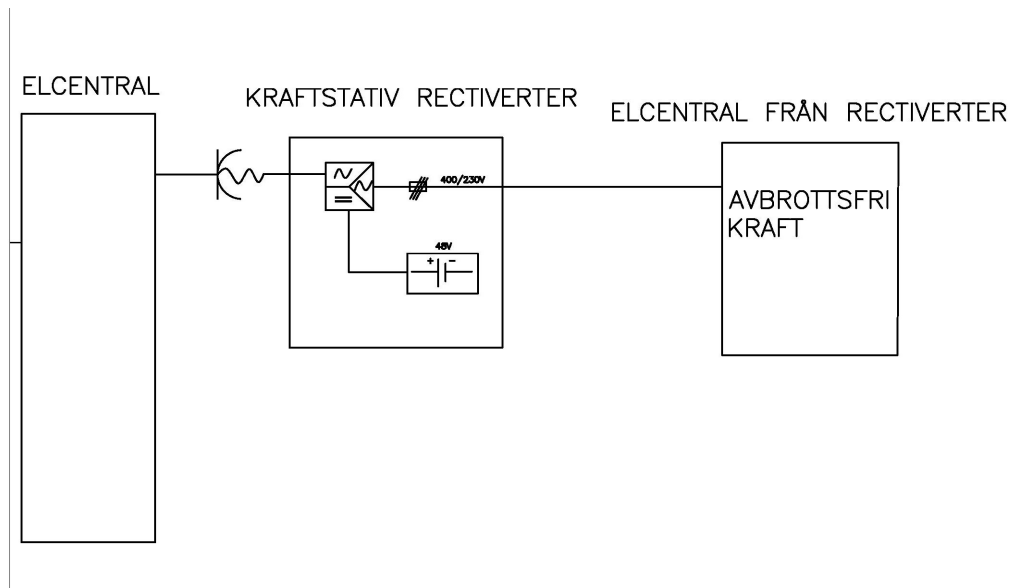 ELCENTRAL
KRAFTSTATIV RECTIVERTER
ELCENTRAL FRÅN RECTIVERTER
400/230V
AVBROTTSFRI
KRAFT
48V
+ −